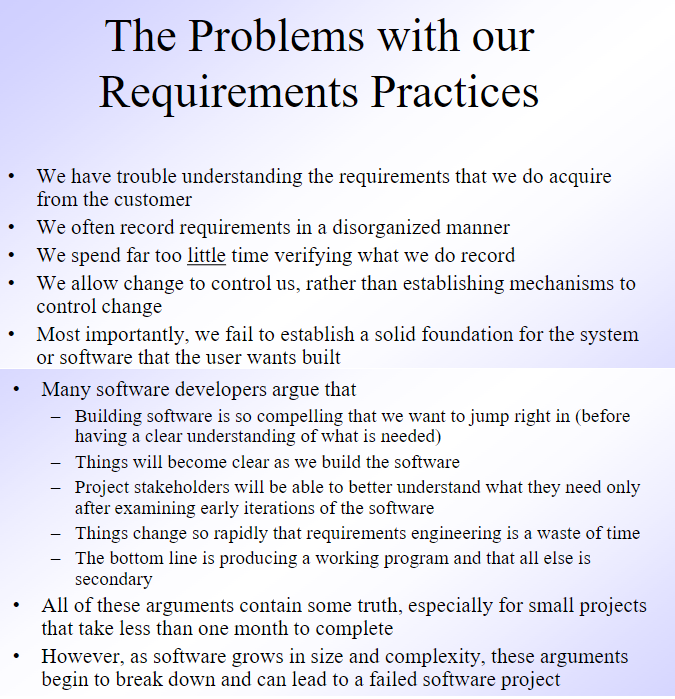 The Problems with our
Requirements Practices
• We have trouble understanding the requirements that we do acquire
from the customer
• We often record requirements in a disorganized manner
• We spend far too little time verifying what we do record
• We allow change to control us, rather than establishing mechanisms to
control change
• Most importantly, we fail to establish a solid foundation for the system
or software that the user wants built
• Many software developers argue that
– Building software is so compelling that we want to jump right in (before
having a clear understanding of what is needed)
– Things will become clear as we build the software
– Project stakeholders will be able to better understand what they need only
after examining early iterations of the software
– Things change so rapidly that requirements engineering is a waste of time
– The bottom line is producing a working program and that all else is
secondary
• All of these arguments contain some truth, especially for small projects
that take less than one month to complete
• However, as software grows in size and complexity, these arguments
begin to break down and can lead to a failed software project